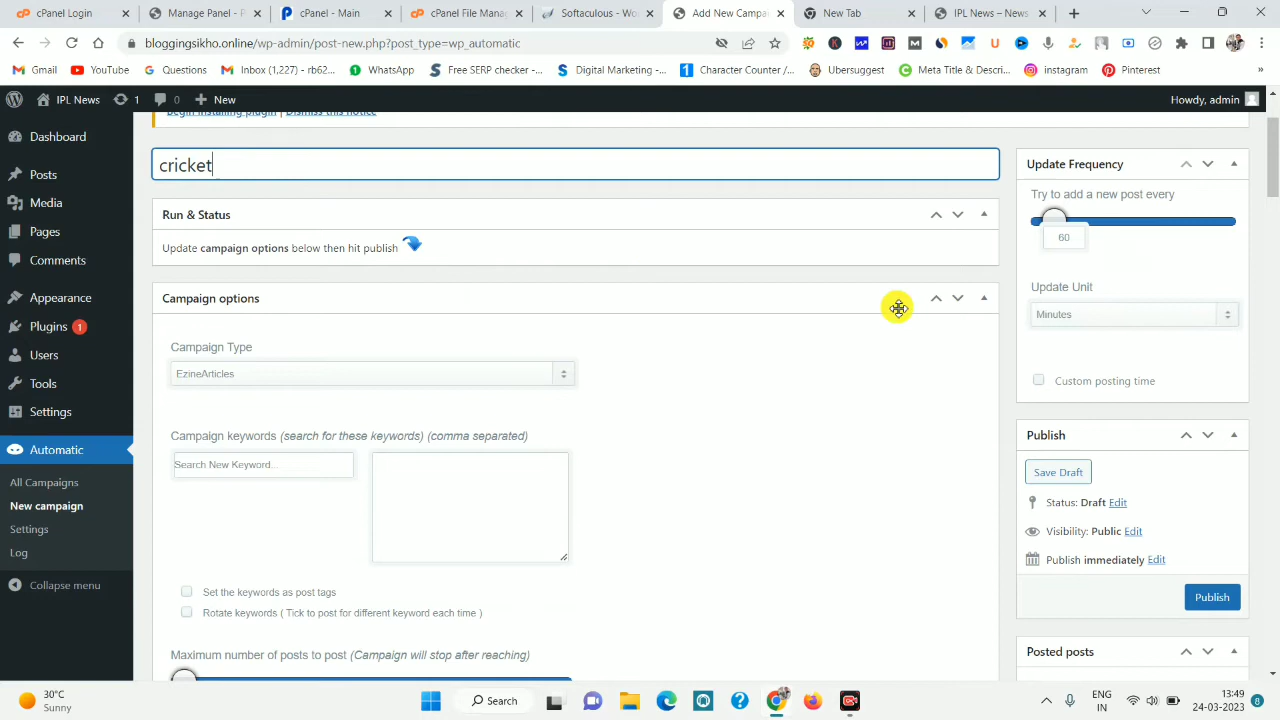 cPanel Login
Manage Panel - P
cPanel - Main
cPanel File Mana
Softaculous - Wo
Add New Campa
New Tab
IPL News – News
bloggingsikho.online/wp-admin/post-new.php?post_type=wp_automatic
Gmail
YouTube
Questions
Inbox (1,227) - rb62
WhatsApp
Free SERP checker -...
Digital Marketing -...
Character Counter /...
Ubersuggest
Meta Title & Descri...
instagram
Pinterest
»
IPL News
1
0
New
Howdy, admin
Begin installing plugin | Dismiss this notice
Dashboard
Posts
Media
Pages
Comments
Appearance
Plugins 1
Users
Tools
Settings
Automatic
All Campaigns
New campaign
Settings
Log
Collapse menu
cricket
Run & Status
Update campaign options below then hit publish
Campaign options
Campaign Type
EzineArticles
Campaign keywords (search for these keywords) (comma separated)
Search New Keyword...
Set the keywords as post tags
Rotate keywords ( Tick to post for different keyword each time )
Maximum number of posts to post (Campaign will stop after reaching)
Update Frequency
Try to add a new post every
60
Update Unit
Minutes
Custom posting time
Publish
Save Draft
Status: Draft Edit
Visibility: Public Edit
Publish immediately Edit
Publish
Posted posts
30°C
Sunny
Search
ENG
IN
13:49
24-03-2023
8